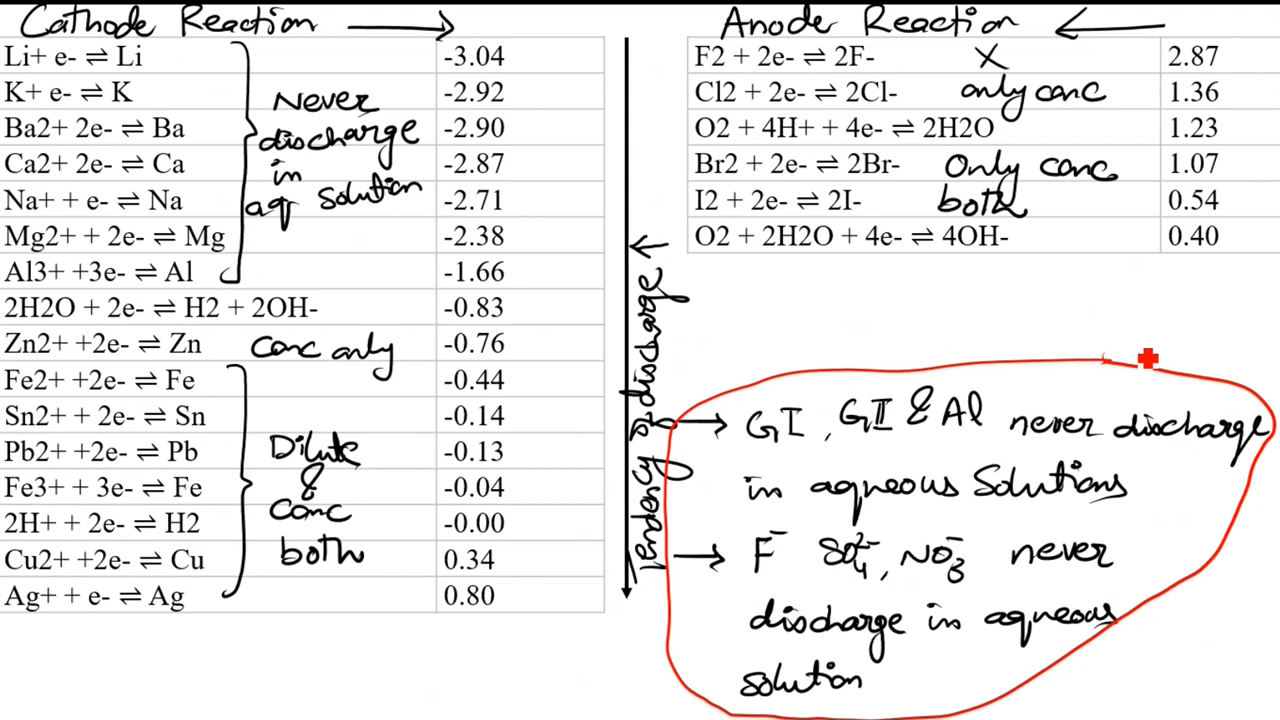 Cathode Reaction
Li+ e- ⇌ Li -3.04
K+ e- ⇌ K -2.92
Ba2+ 2e- ⇌ Ba -2.90
Ca2+ 2e- ⇌ Ca -2.87
Na+ + e- ⇌ Na -2.71
Mg2+ + 2e- ⇌ Mg -2.38
Al3+ +3e- ⇌ Al -1.66
Never
discharge
in
aq solution
2H2O + 2e- ⇌ H2 + 2OH- -0.83
Zn2+ +2e- ⇌ Zn conc only -0.76
Fe2+ +2e- ⇌ Fe -0.44
Sn2+ + 2e- ⇌ Sn -0.14
Pb2+ +2e- ⇌ Pb -0.13
Fe3+ + 3e- ⇌ Fe -0.04
2H+ + 2e- ⇌ H2 -0.00
Cu2+ +2e- ⇌ Cu 0.34
Ag+ + e- ⇌ Ag 0.80
Dilute
&
Conc
both
Tendency of discharge
Anode Reaction
F2 + 2e- ⇌ 2F- X 2.87
Cl2 + 2e- ⇌ 2Cl- only conc 1.36
O2 + 4H+ + 4e- ⇌ 2H2O 1.23
Br2 + 2e- ⇌ 2Br- Only conc 1.07
I2 + 2e- ⇌ 2I- both 0.54
O2 + 2H2O + 4e- ⇌ 4OH- 0.40
→ GI, GII & Al never discharge
in aqueous Solutions
→ F⁻ SO₄²⁻, NO₃⁻ never
discharge in aqueous
solution